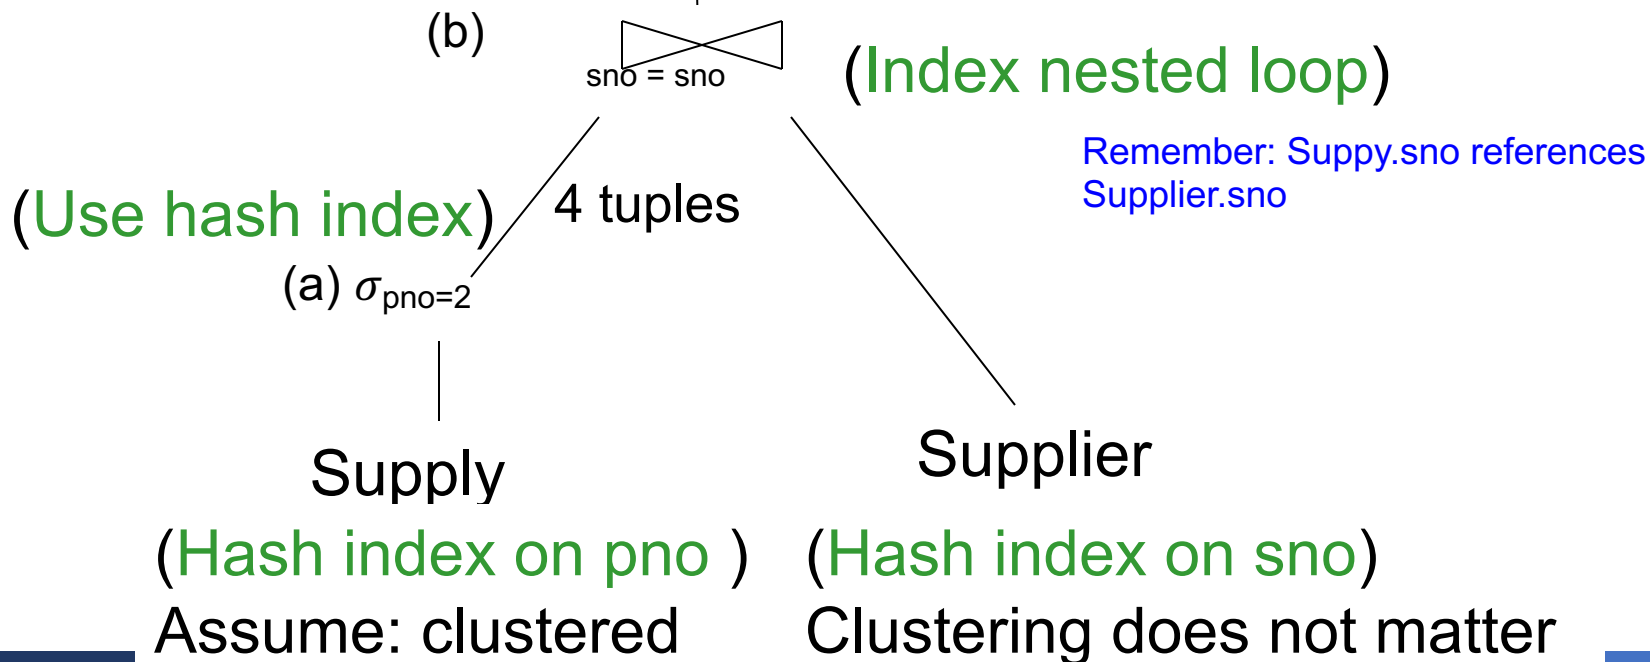 (b)
sno = sno
(Index nested loop)
Remember: Suppy.sno references
Supplier.sno
(Use hash index)
4 tuples
(a) σpno=2
Supply
Supplier
(Hash index on pno )
(Hash index on sno)
Assume: clustered
Clustering does not matter